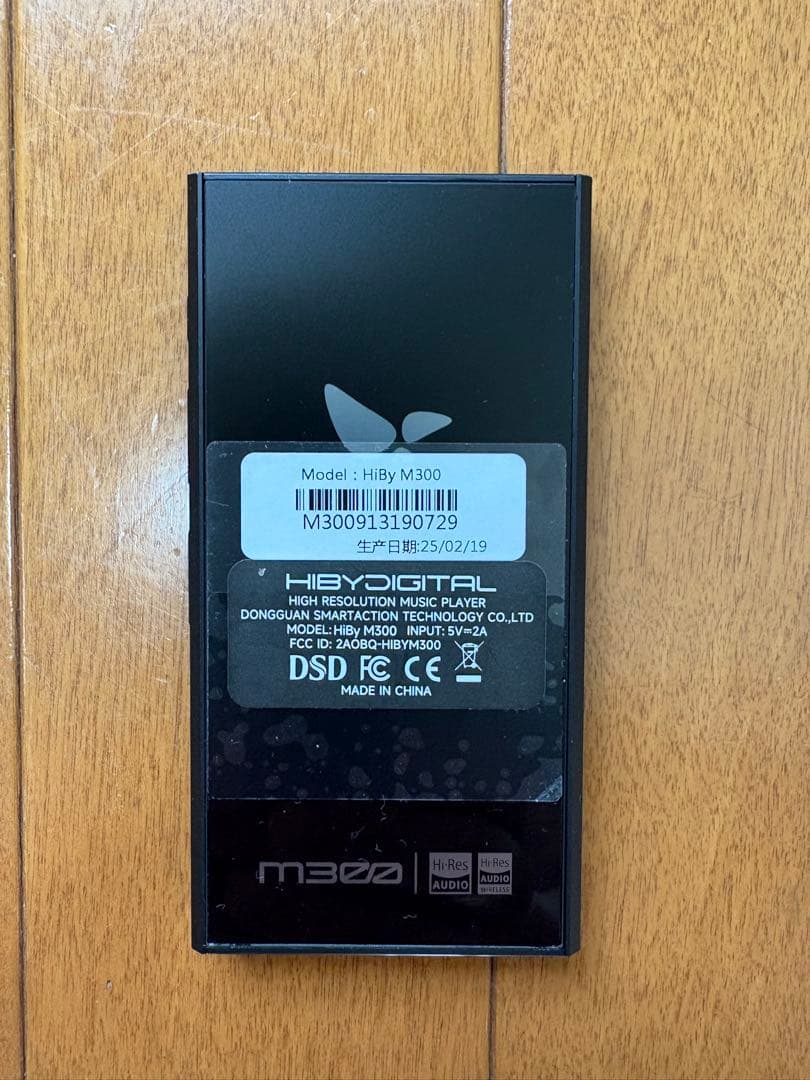 Model : HiBy M300
M300913190729
生产日期:25/02/19
HIBYDIGITAL
HIGH RESOLUTION MUSIC PLAYER
DONGGUAN SMARTACTION TECHNOLOGY CO.,LTD
MODEL: HiBy M300 INPUT: 5V⎓2A
FCC ID: 2AOBQ-HIBYM300
DSD FC CE
MADE IN CHINA
m300 Hi-Res AUDIO Hi-Res AUDIO WIRELESS